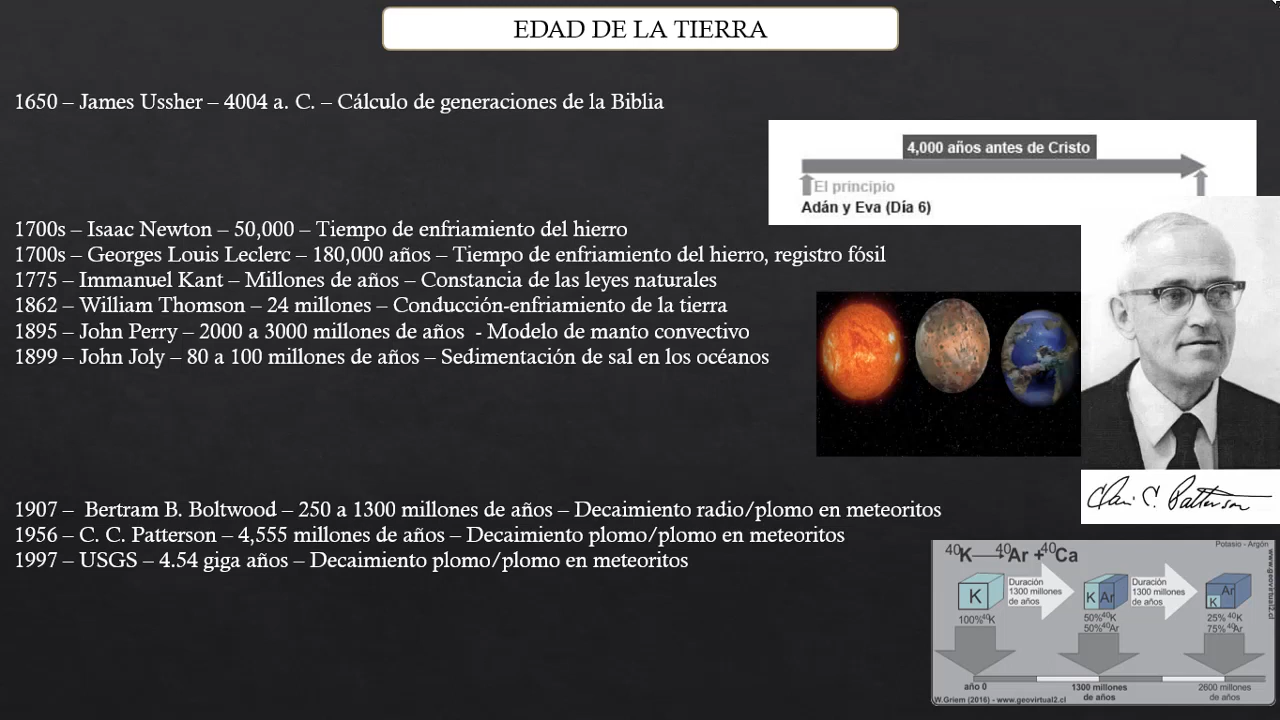 EDAD DE LA TIERRA
1650 – James Ussher – 4004 a. C. – Cálculo de generaciones de la Biblia
4,000 años antes de Cristo
El principio
Adán y Eva (Día 6)
1700s – Isaac Newton – 50,000 – Tiempo de enfriamiento del hierro
1700s – Georges Louis Leclerc – 180,000 años – Tiempo de enfriamiento del hierro, registro fósil
1775 – Immanuel Kant – Millones de años – Constancia de las leyes naturales
1862 – William Thomson – 24 millones – Conducción-enfriamiento de la tierra
1895 – John Perry – 2000 a 3000 millones de años - Modelo de manto convectivo
1899 – John Joly – 80 a 100 millones de años – Sedimentación de sal en los océanos
Clair C. Patterson
1907 – Bertram B. Boltwood – 250 a 1300 millones de años – Decaimiento radio/plomo en meteoritos
1956 – C. C. Patterson – 4,555 millones de años – Decaimiento plomo/plomo en meteoritos
1997 – USGS – 4.54 giga años – Decaimiento plomo/plomo en meteoritos
Potasio - Argón
40K → 40Ar + 40Ca
www.geovirtual2.cl
Duración
1300 millones
de años
Duración
1300 millones
de años
K
K Ar
Ar
K
100%40K
50%40K
50%40Ar
25% 40K
75% 40Ar
año 0
1300 millones
de años
2600 millones
de años
W.Griem (2016) - www.geovirtual2.cl